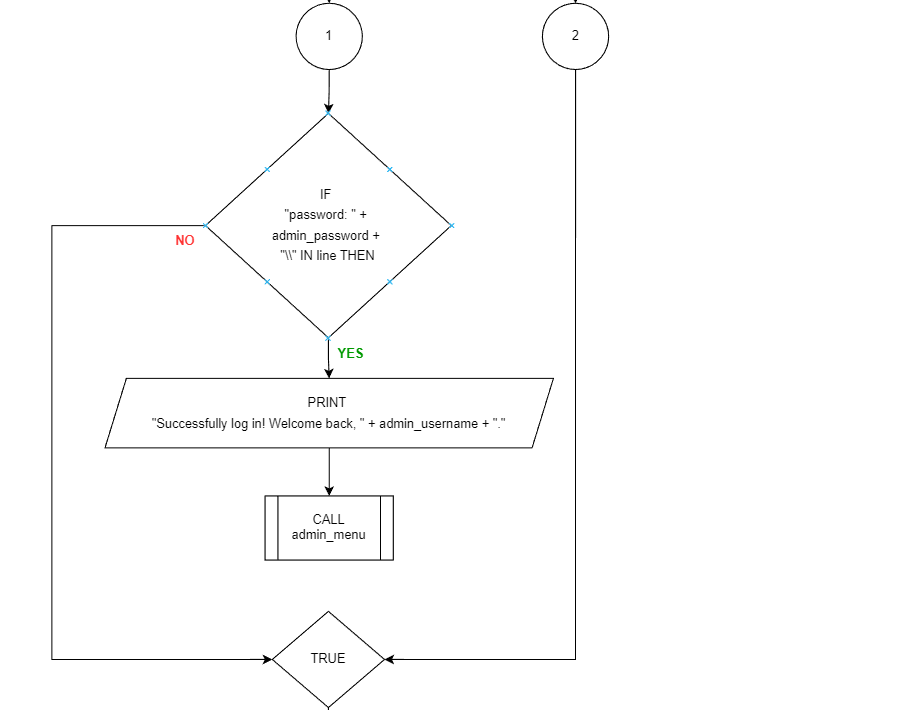 1
2
IF
"password: " +
admin_password +
"\\" IN line THEN
NO
YES
PRINT
"Successfully log in! Welcome back, " + admin_username + "."
CALL
admin_menu
TRUE